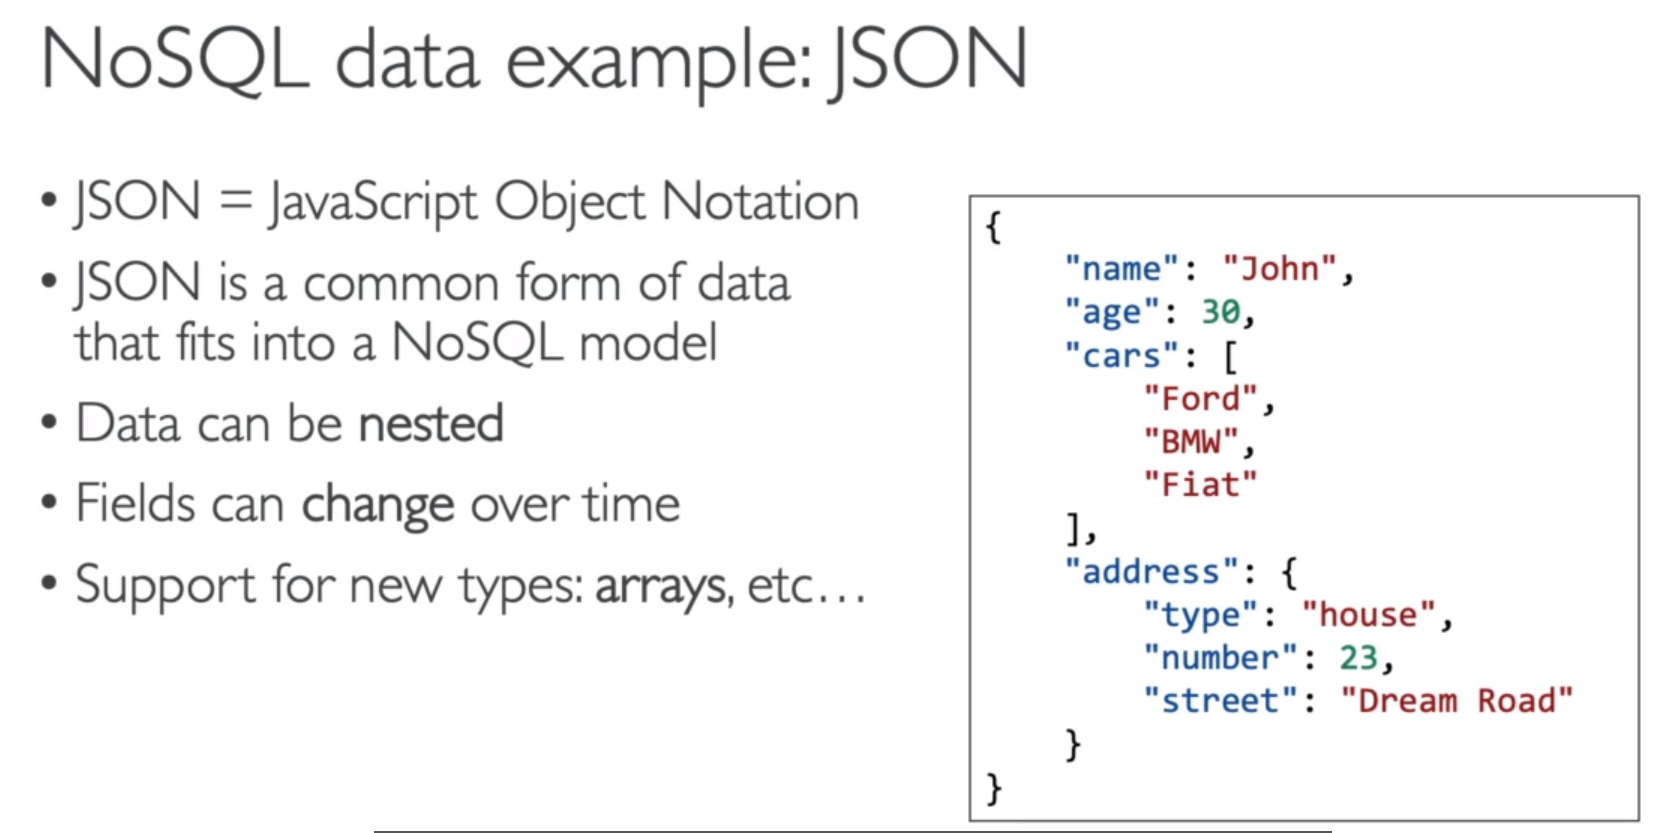 NoSQL data example: JSON
• JSON = JavaScript Object Notation
• JSON is a common form of data
that fits into a NoSQL model
• Data can be nested
• Fields can change over time
• Support for new types: arrays, etc…
{
"name": "John",
"age": 30,
"cars": [
"Ford",
"BMW",
"Fiat"
],
"address": {
"type": "house",
"number": 23,
"street": "Dream Road"
}
}